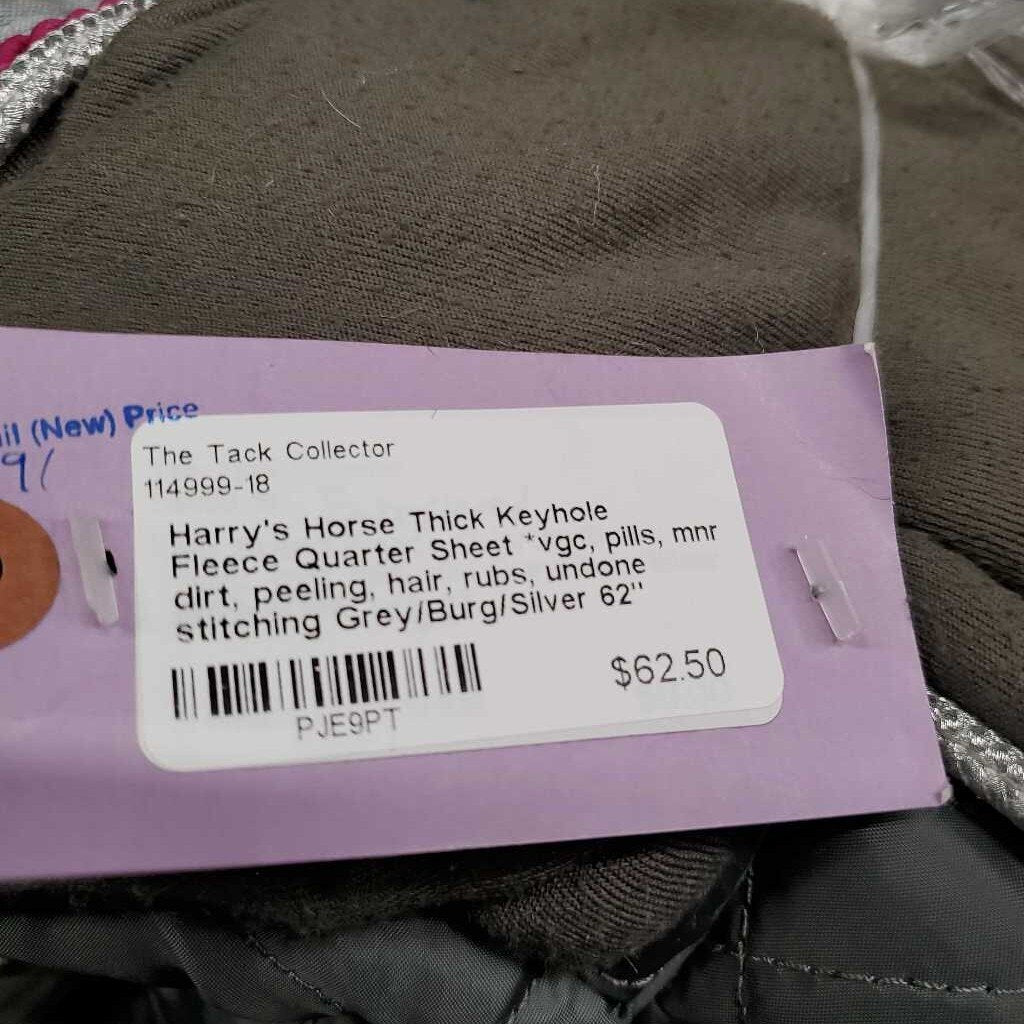 (New) Price
91
The Tack Collector
114999-18
Harry's Horse Thick Keyhole
Fleece Quarter Sheet *vgc, pills, mnr
dirt, peeling, hair, rubs, undone
stitching Grey/Burg/Silver 62"
$62.50
PJE9PT